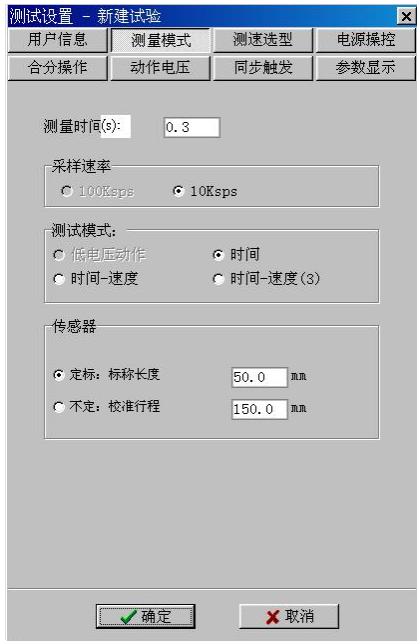 测试设置 - 新建试验
用户信息 测量模式 测速选型 电源操控
合分操作 动作电压 同步触发 参数显示
测量时间(s): 0.3
采样速率
100Ksps 10Ksps
测试模式:
低电压动作 时间
时间-速度 时间-速度(3)
传感器
定标: 标称长度 50.0 mm
不定: 校准行程 150.0 mm
确定 取消